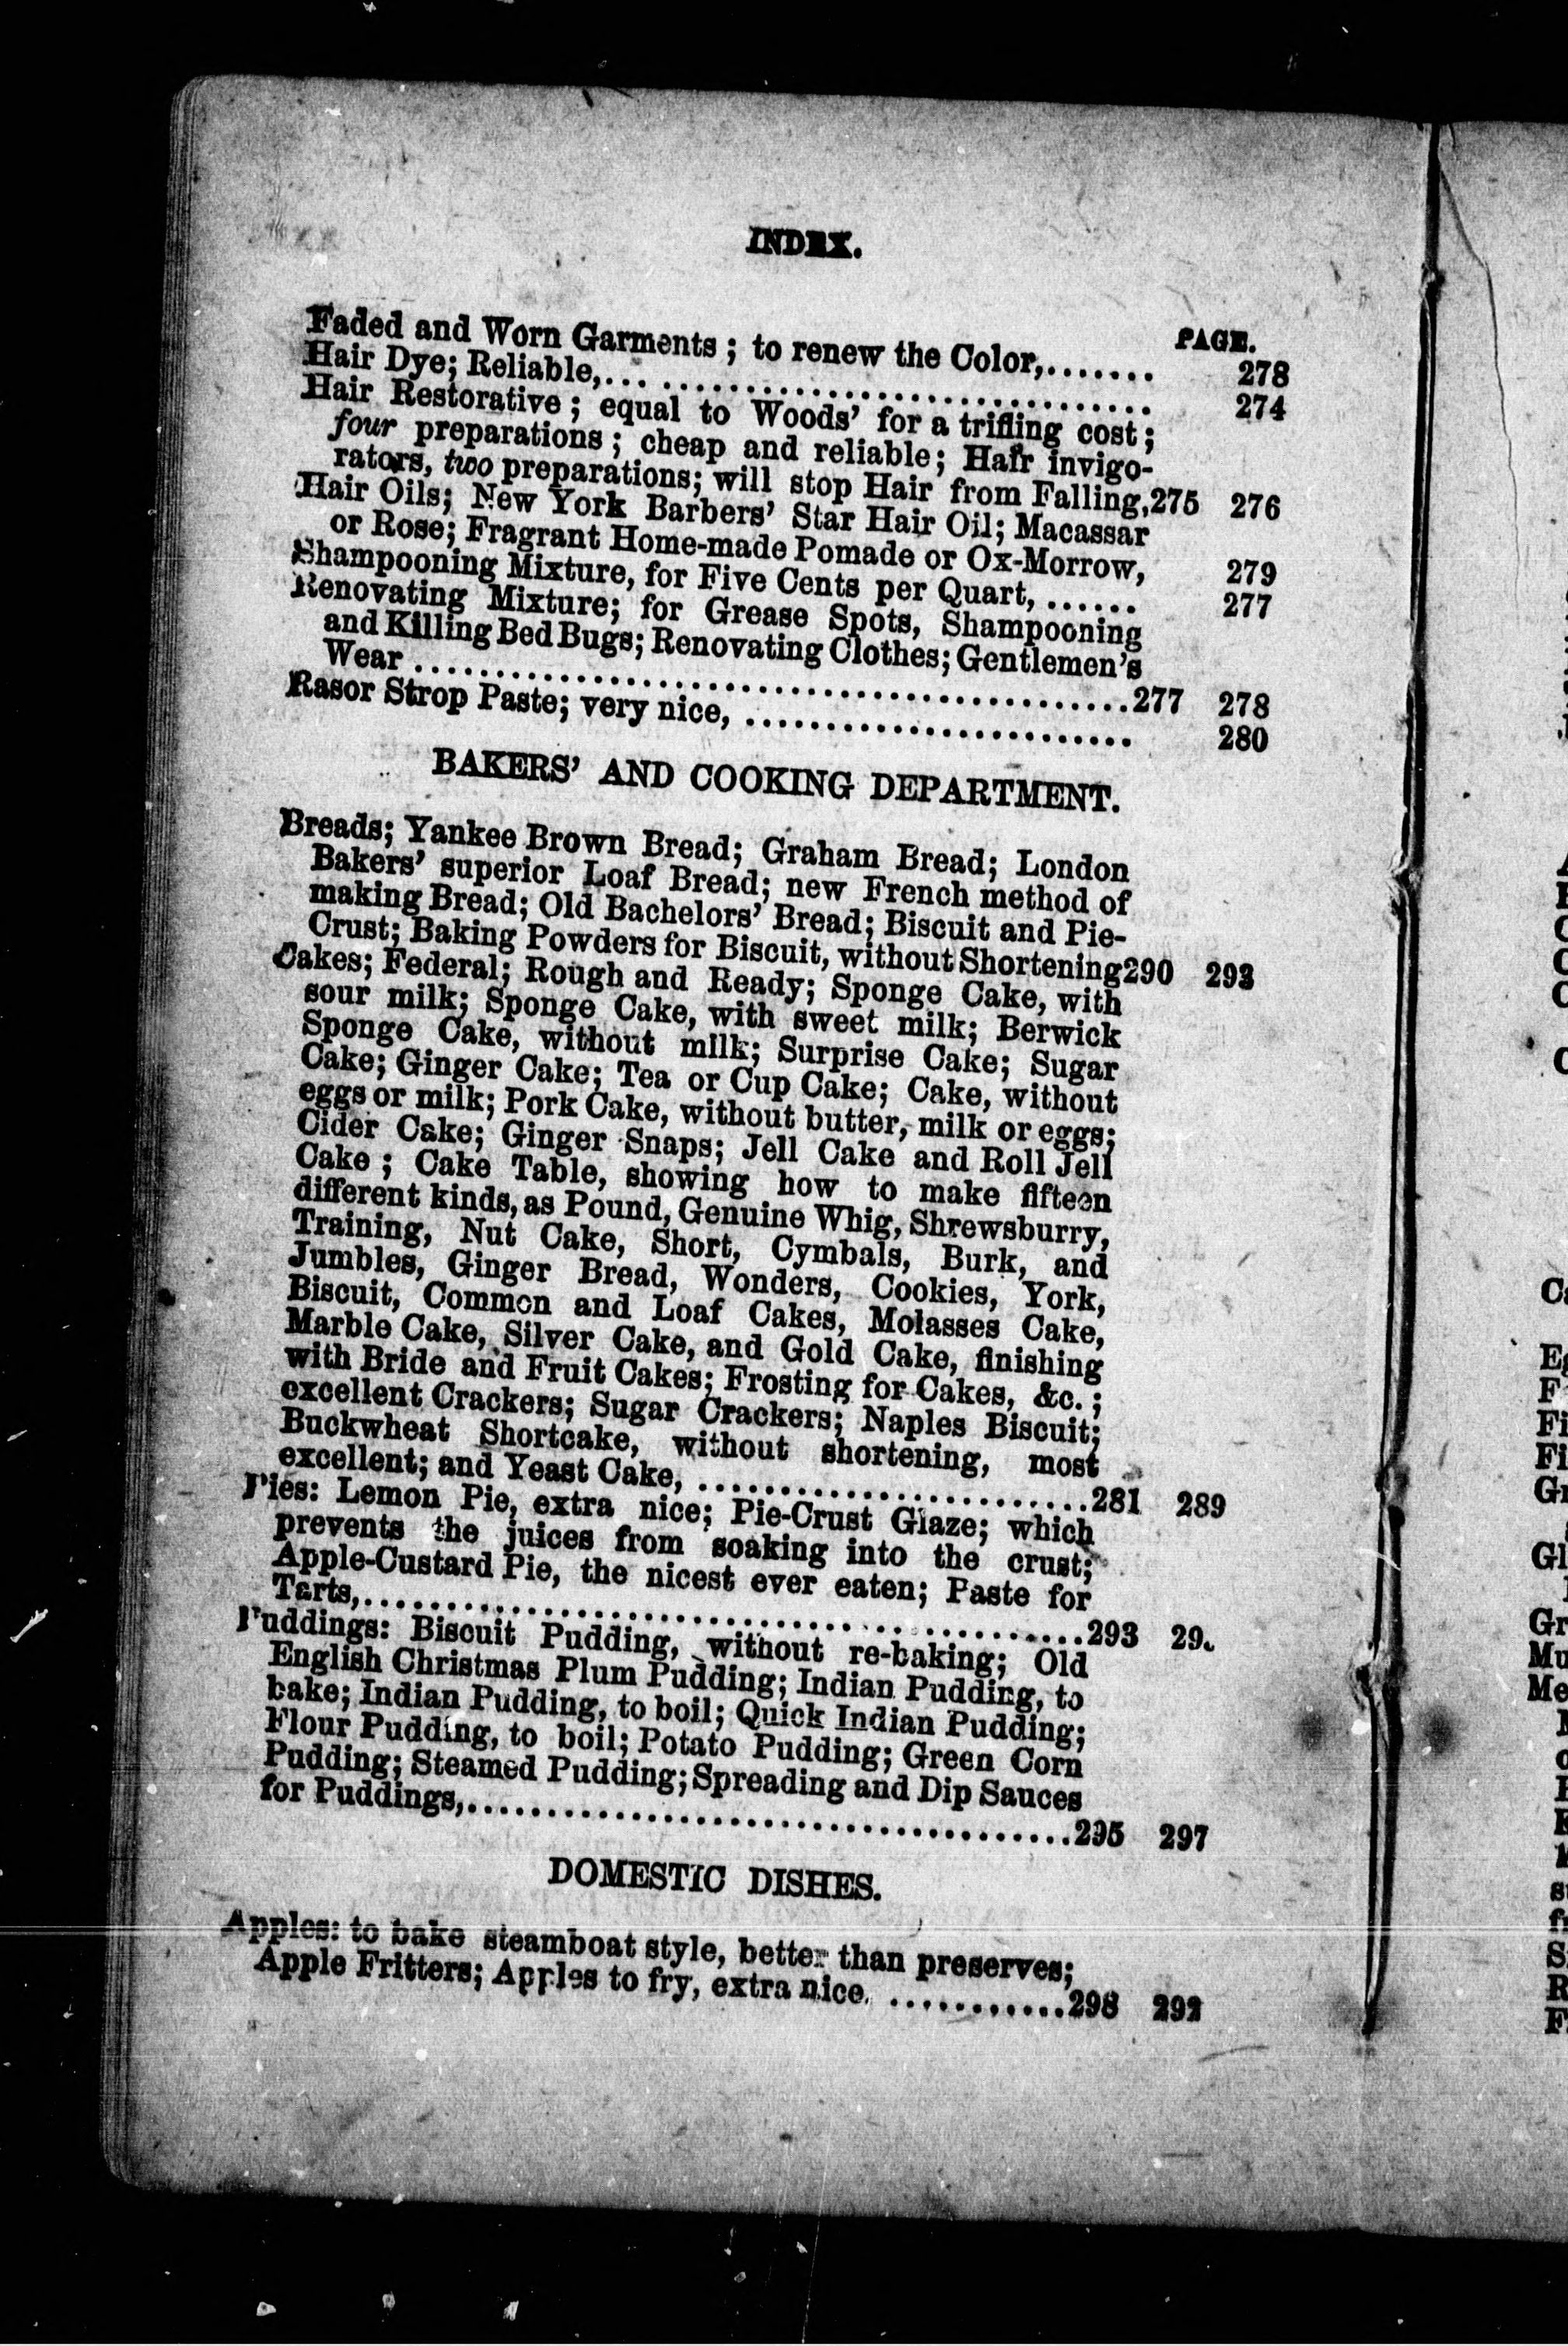 INDEX.
PAGE.
Faded and Worn Garments ; to renew the Color,....... 278
Hair Dye; Reliable,.................................. 274
Hair Restorative ; equal to Woods' for a trifling cost ;
four preparations ; cheap and reliable; Hair invigo-
rators, two preparations; will stop Hair from Falling,275 276
Hair Oils; New York Barbers' Star Hair Oil; Macassar
or Rose; Fragrant Home-made Pomade or Ox-Morrow, 279
Shampooning Mixture, for Five Cents per Quart, ...... 277
Renovating Mixture; for Grease Spots, Shampooning
and Killing Bed Bugs; Renovating Clothes; Gentlemen's
Wear ..........................................277 278
Rasor Strop Paste; very nice, ......................... 280
BAKERS' AND COOKING DEPARTMENT.
Breads; Yankee Brown Bread; Graham Bread; London
Bakers' superior Loaf Bread; new French method of
making Bread; Old Bachelors' Bread; Biscuit and Pie-
Crust; Baking Powders for Biscuit, without Shortening290 293
Cakes; Federal; Rough and Ready; Sponge Cake, with
sour milk; Sponge Cake, with sweet milk; Berwick
Sponge Cake, without milk; Surprise Cake; Sugar
Cake; Ginger Cake; Tea or Cup Cake; Cake, without
eggs or milk; Pork Cake, without butter, milk or eggs;
Cider Cake; Ginger Snaps; Jell Cake and Roll Jell
Cake ; Cake Table, showing how to make fifteen
different kinds, as Pound, Genuine Whig, Shrewsburry,
Training, Nut Cake, Short, Cymbals, Burk, and
Jumbles, Ginger Bread, Wonders, Cookies, York,
Biscuit, Common and Loaf Cakes, Molasses Cake,
Marble Cake, Silver Cake, and Gold Cake, finishing
with Bride and Fruit Cakes; Frosting for Cakes, &c. ;
excellent Crackers; Sugar Crackers; Naples Biscuit;
Buckwheat Shortcake, without shortening, most
excellent; and Yeast Cake, .........................281 289
Pies: Lemon Pie, extra nice; Pie-Crust Glaze; which
prevents the juices from soaking into the crust;
Apple-Custard Pie, the nicest ever eaten; Paste for
Tarts,..........................................293
Puddings: Biscuit Pudding, without re-baking; Old
English Christmas Plum Pudding; Indian Pudding, to
bake; Indian Pudding, to boil; Quick Indian Pudding;
Flour Pudding, to boil; Potato Pudding; Green Corn
Pudding; Steamed Pudding; Spreading and Dip Sauces
for Puddings,......................................295 297
DOMESTIC DISHES.
Apples: to bake steamboat style, better than preserves;
Apple Fritters; Apples to fry, extra nice. ............298